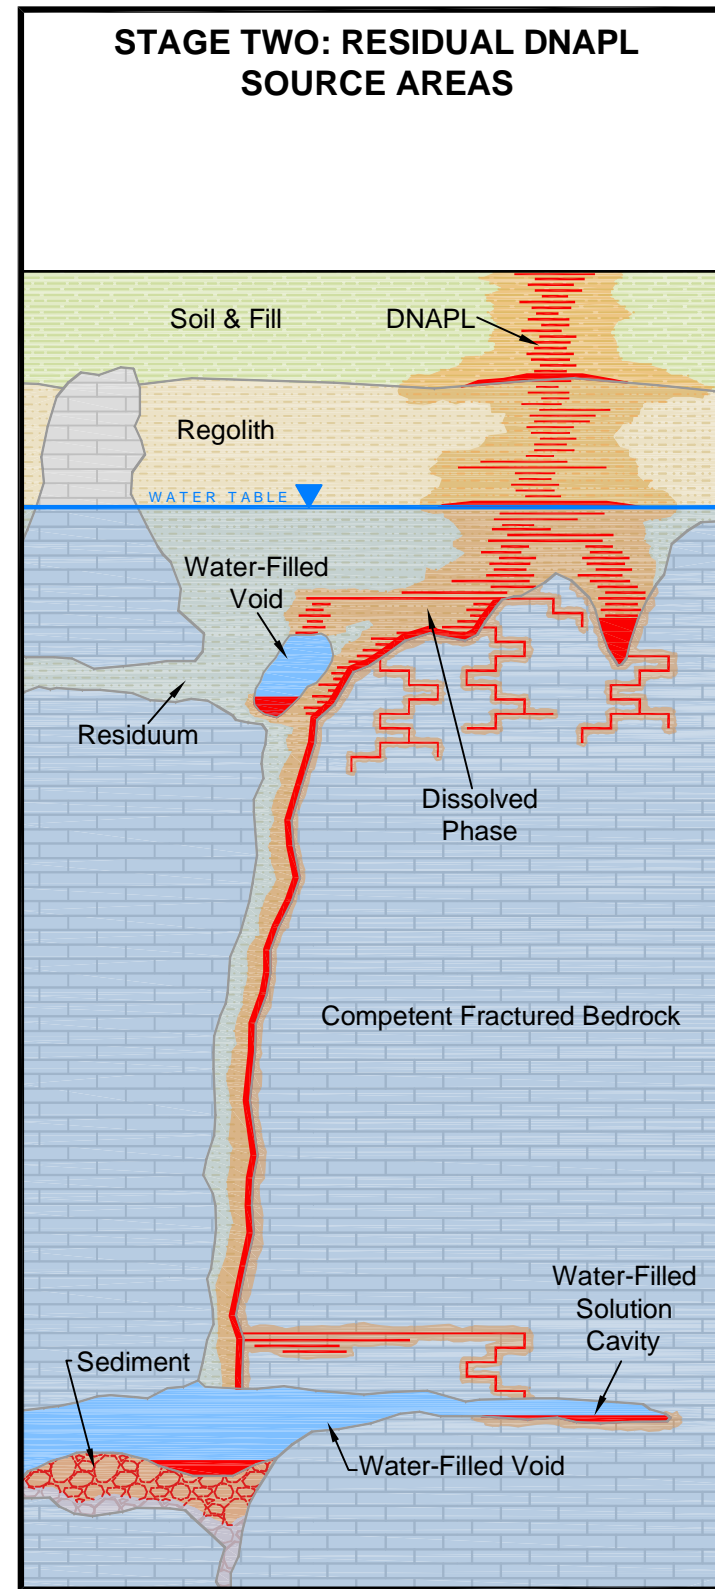 STAGE TWO: RESIDUAL DNAPL
SOURCE AREAS
Soil & Fill
DNAPL
Regolith
WATER TABLE
Water-Filled
Void
Residuum
Dissolved
Phase
Competent Fractured Bedrock
Water-Filled
Solution
Cavity
Sediment
Water-Filled Void